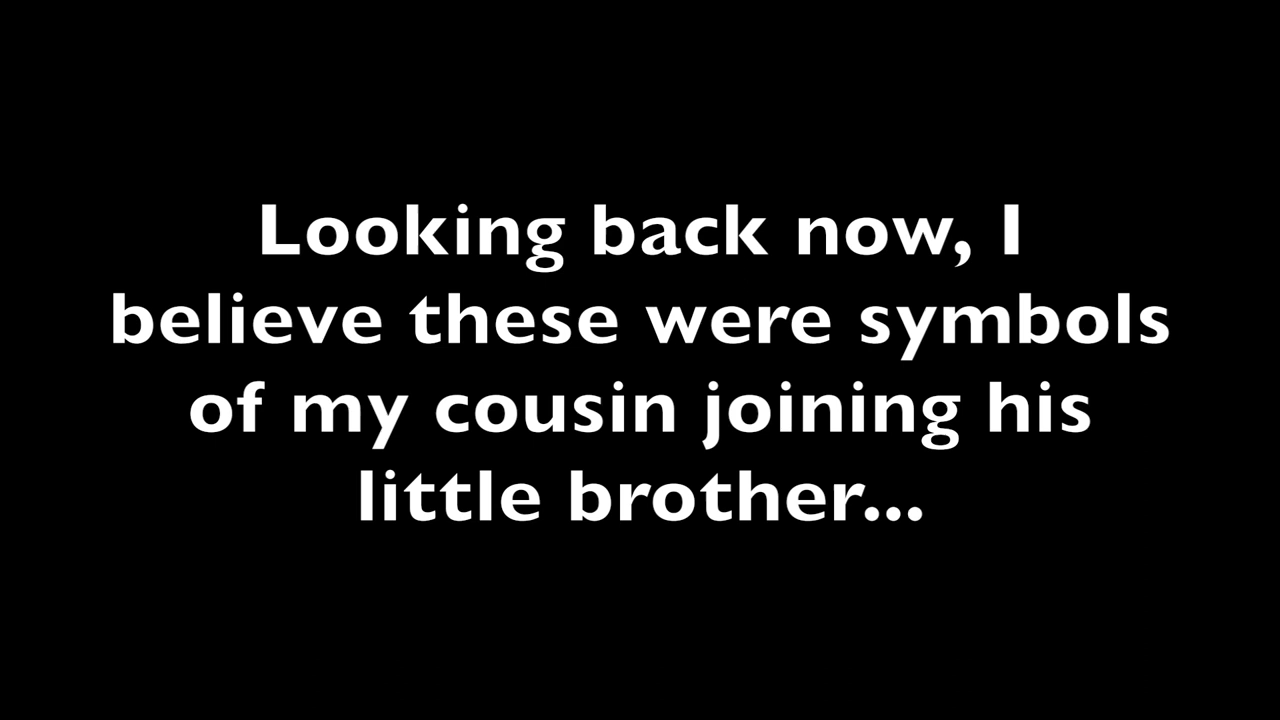 Looking back now, I
believe these were symbols
of my cousin joining his
little brother...